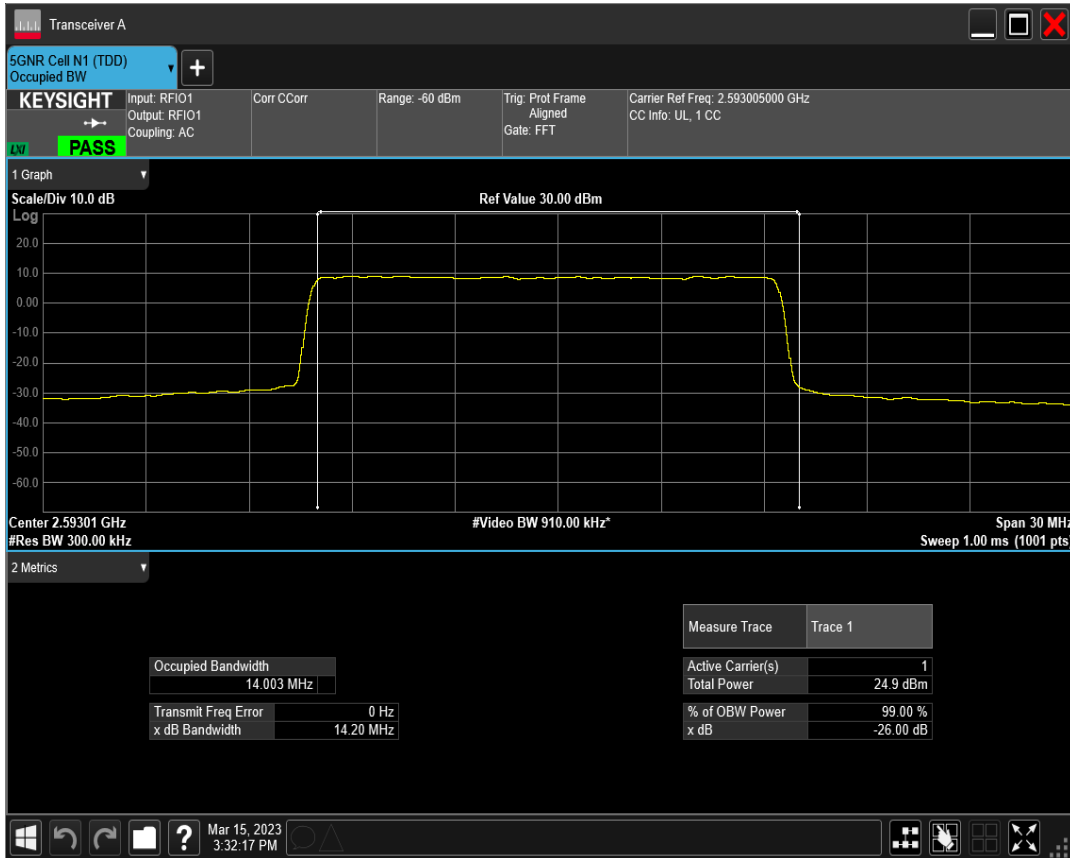 Transceiver A
5GNR Cell N1 (TDD)
Occupied BW
+
KEYSIGHT
LXI
PASS
Input: RFIO1
Output: RFIO1
Coupling: AC
Corr CCorr
Range: -60 dBm
Trig: Prot Frame
Aligned
Gate: FFT
Carrier Ref Freq: 2.593005000 GHz
CC Info: UL, 1 CC
1 Graph
Scale/Div 10.0 dB
Ref Value 30.00 dBm
Log
20.0
10.0
0.00
-10.0
-20.0
-30.0
-40.0
-50.0
-60.0
Center 2.59301 GHz
#Video BW 910.00 kHz*
Span 30 MHz
#Res BW 300.00 kHz
Sweep 1.00 ms (1001 pts)
2 Metrics
Measure Trace Trace 1
Occupied Bandwidth
14.003 MHz
Active Carrier(s) 1
Total Power 24.9 dBm
Transmit Freq Error 0 Hz
x dB Bandwidth 14.20 MHz
% of OBW Power 99.00 %
x dB -26.00 dB
?
Mar 15, 2023
3:32:17 PM